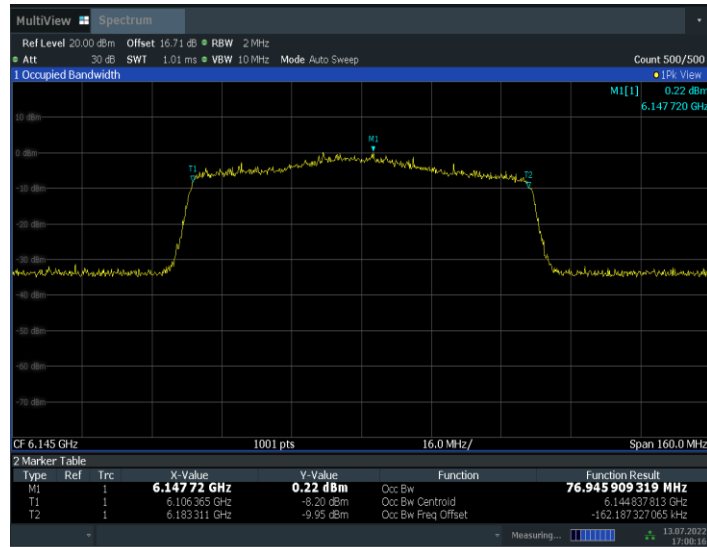 MultiView Spectrum
Ref Level 20.00 dBm Offset 16.71 dB RBW 2 MHz
Att 30 dB SWT 1.01 ms VBW 10 MHz Mode Auto Sweep Count 500/500
1 Occupied Bandwidth 1Pk View
M1[1] 0.22 dBm
6.147 720 GHz
10 dBm
M1
0 dBm
T1
T2
-10 dBm
-20 dBm
-30 dBm
-40 dBm
-50 dBm
-60 dBm
-70 dBm
CF 6.145 GHz 1001 pts 16.0 MHz/ Span 160.0 MHz
2 Marker Table
Type Ref Trc X-Value Y-Value Function Function Result
M1 1 6.147 72 GHz 0.22 dBm Occ Bw 76.945 909 319 MHz
T1 1 6.106 365 GHz -8.20 dBm Occ Bw Centroid 6.144 837 813 GHz
T2 1 6.183 311 GHz -9.95 dBm Occ Bw Freq Offset -162.187 327 065 kHz
Measuring... 13.07.2022
17:00:16